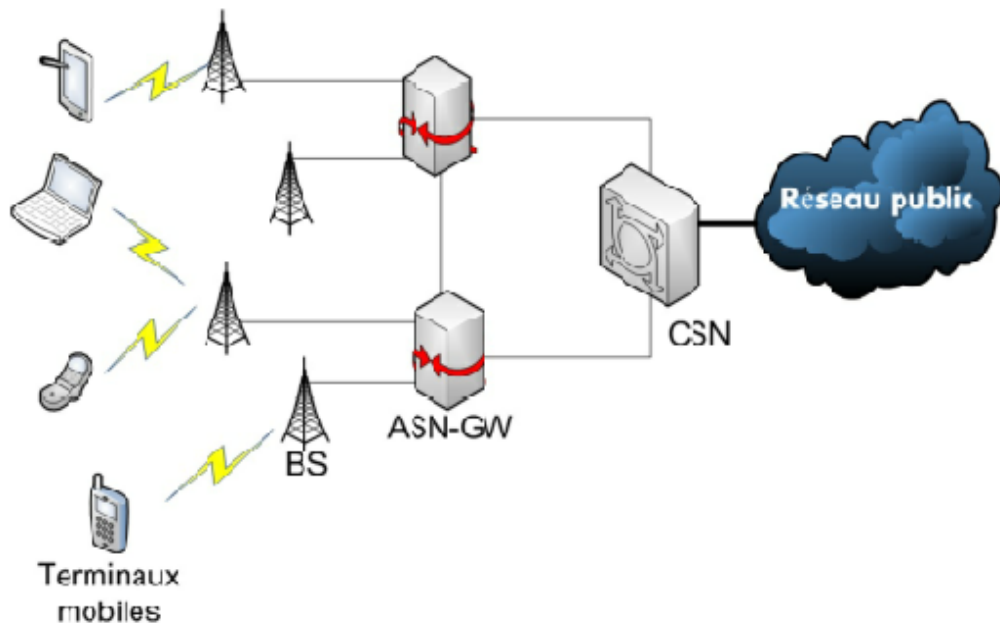 Réseau public
CSN
ASN-GW
BS
Terminaux
mobiles